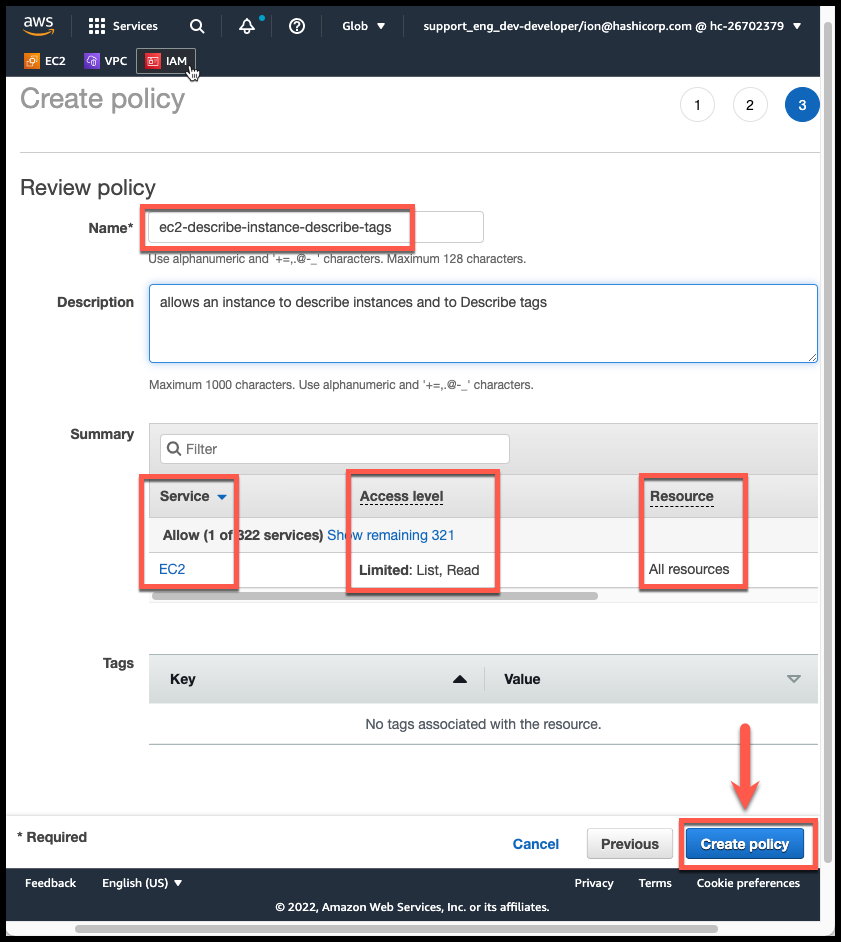 aws Services Glob support_eng_dev-developer/ion@hashicorp.com @ hc-26702379
EC2 VPC IAM
Create policy 1 2 3
Review policy
Name* ec2-describe-instance-describe-tags
Use alphanumeric and '+=,.@-_' characters. Maximum 128 characters.
Description allows an instance to describe instances and to Describe tags
Maximum 1000 characters. Use alphanumeric and '+=,.@-_' characters.
Summary Filter
Service Access level Resource
Allow (1 of 322 services) Show remaining 321
EC2 Limited: List, Read All resources
Tags Key Value
No tags associated with the resource.
* Required Cancel Previous Create policy
Feedback English (US) Privacy Terms Cookie preferences
© 2022, Amazon Web Services, Inc. or its affiliates.